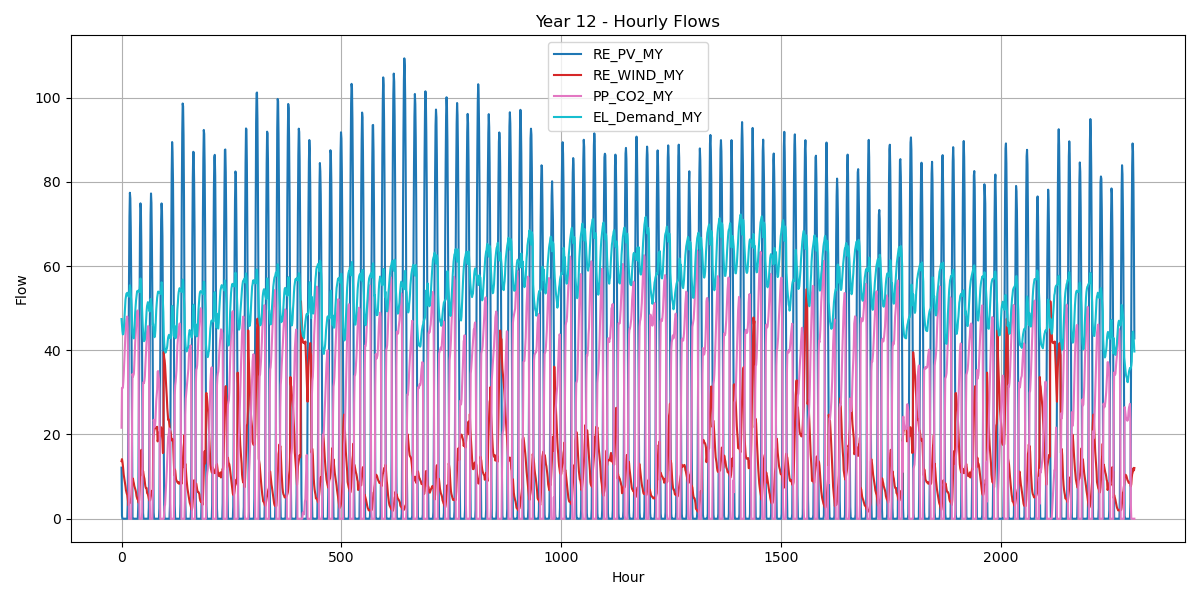 Year 12 - Hourly Flows
RE_PV_MY
RE_WIND_MY
PP_CO2_MY
EL_Demand_MY
Flow
100
80
60
40
20
0
0
500
1000
1500
2000
Hour